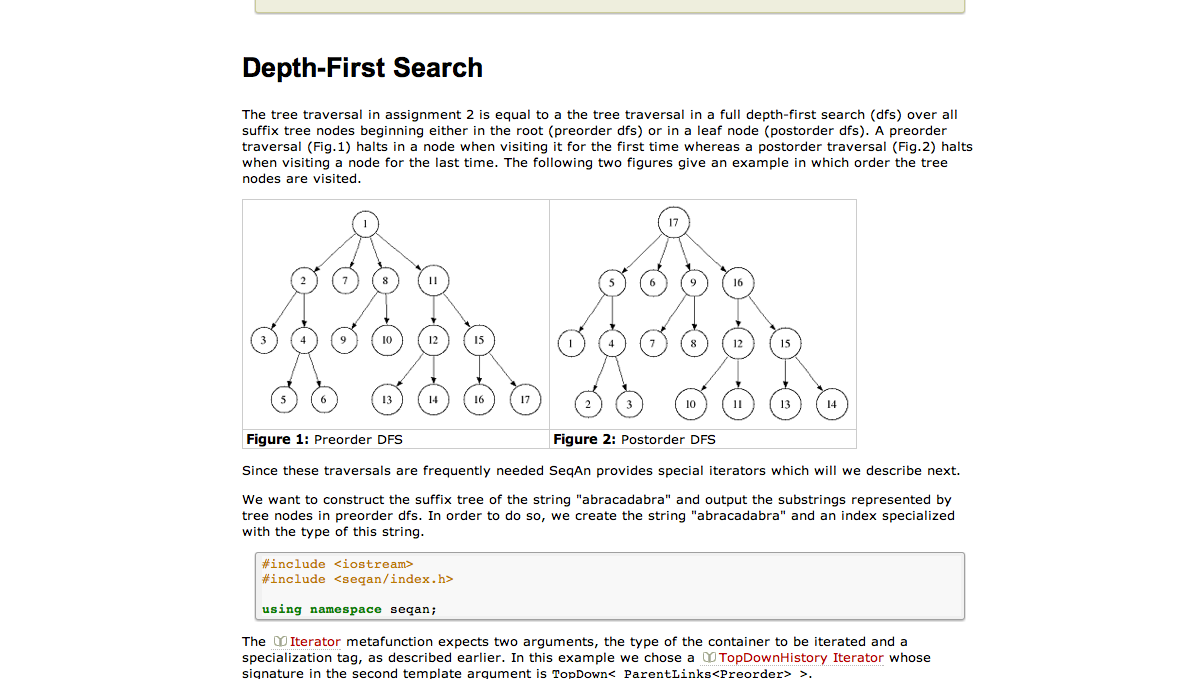 Depth-First Search
The tree traversal in assignment 2 is equal to a the tree traversal in a full depth-first search (dfs) over all
suffix tree nodes beginning either in the root (preorder dfs) or in a leaf node (postorder dfs). A preorder
traversal (Fig.1) halts in a node when visiting it for the first time whereas a postorder traversal (Fig.2) halts
when visiting a node for the last time. The following two figures give an example in which order the tree
nodes are visited.
1
2 7 8 11
3 4 9 10 12 15
5 6 13 14 16 17
Figure 1: Preorder DFS
17
5 6 9 16
1 4 7 8 12 15
2 3 10 11 13 14
Figure 2: Postorder DFS
Since these traversals are frequently needed SeqAn provides special iterators which will we describe next.
We want to construct the suffix tree of the string "abracadabra" and output the substrings represented by
tree nodes in preorder dfs. In order to do so, we create the string "abracadabra" and an index specialized
with the type of this string.
#include <iostream>
#include <seqan/index.h>
using namespace seqan;
The Iterator metafunction expects two arguments, the type of the container to be iterated and a
specialization tag, as described earlier. In this example we chose a TopDownHistory Iterator whose
signature in the second template argument is TopDown< ParentLinks<Preorder> >.